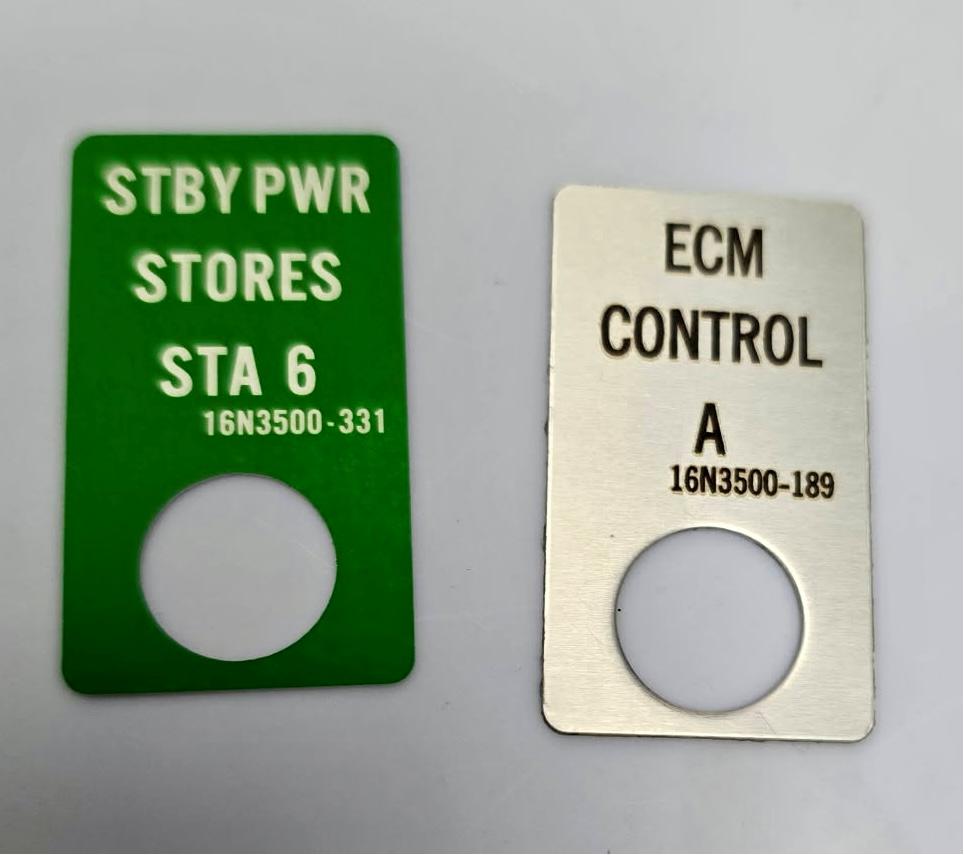 STBY PWR
STORES
STA 6
16N3500-331
ECM
CONTROL
A
16N3500-189